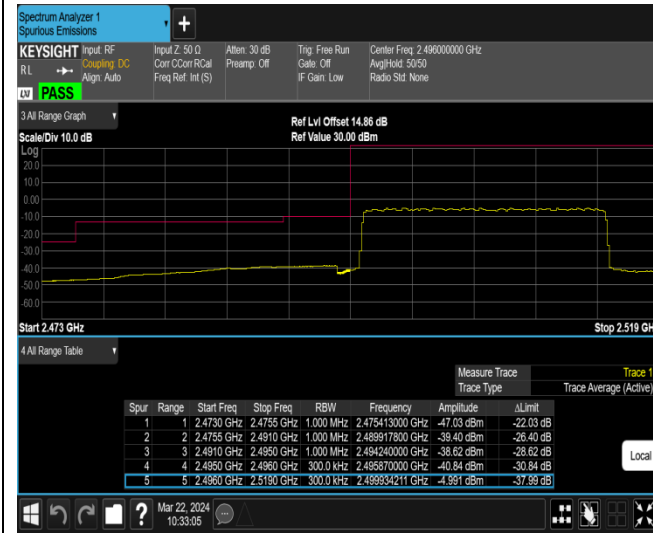 Spectrum Analyzer 1
Spurious Emissions
+
KEYSIGHT Input: RF Input Z: 50 Ω Atten: 30 dB Trig: Free Run Center Freq: 2.496000000 GHz
RL Coupling: DC Corr CCorr RCal Preamp: Off Gate: Off Avg|Hold: 50/50
Align: Auto Freq Ref: Int (S) IF Gain: Low Radio Std: None
LXI PASS
3 All Range Graph
Ref Lvl Offset 14.86 dB
Scale/Div 10.0 dB Ref Value 30.00 dBm
Log
20.0
10.0
0.00
-10.0
-20.0
-30.0
-40.0
-50.0
-60.0
Start 2.473 GHz Stop 2.519 GH
4 All Range Table
Measure Trace Trace 1
Trace Type Trace Average (Active)
Spur Range Start Freq Stop Freq RBW Frequency Amplitude ΔLimit
1 1 2.4730 GHz 2.4755 GHz 1.000 MHz 2.475413000 GHz -47.03 dBm -22.03 dB
2 2 2.4755 GHz 2.4910 GHz 1.000 MHz 2.489917800 GHz -39.40 dBm -26.40 dB
3 3 2.4910 GHz 2.4950 GHz 1.000 MHz 2.494240000 GHz -38.62 dBm -28.62 dB
4 4 2.4950 GHz 2.4960 GHz 300.0 kHz 2.495870000 GHz -40.84 dBm -30.84 dB
5 5 2.4960 GHz 2.5190 GHz 300.0 kHz 2.499934211 GHz -4.991 dBm -37.99 dB
Local
? Mar 22, 2024
10:33:05